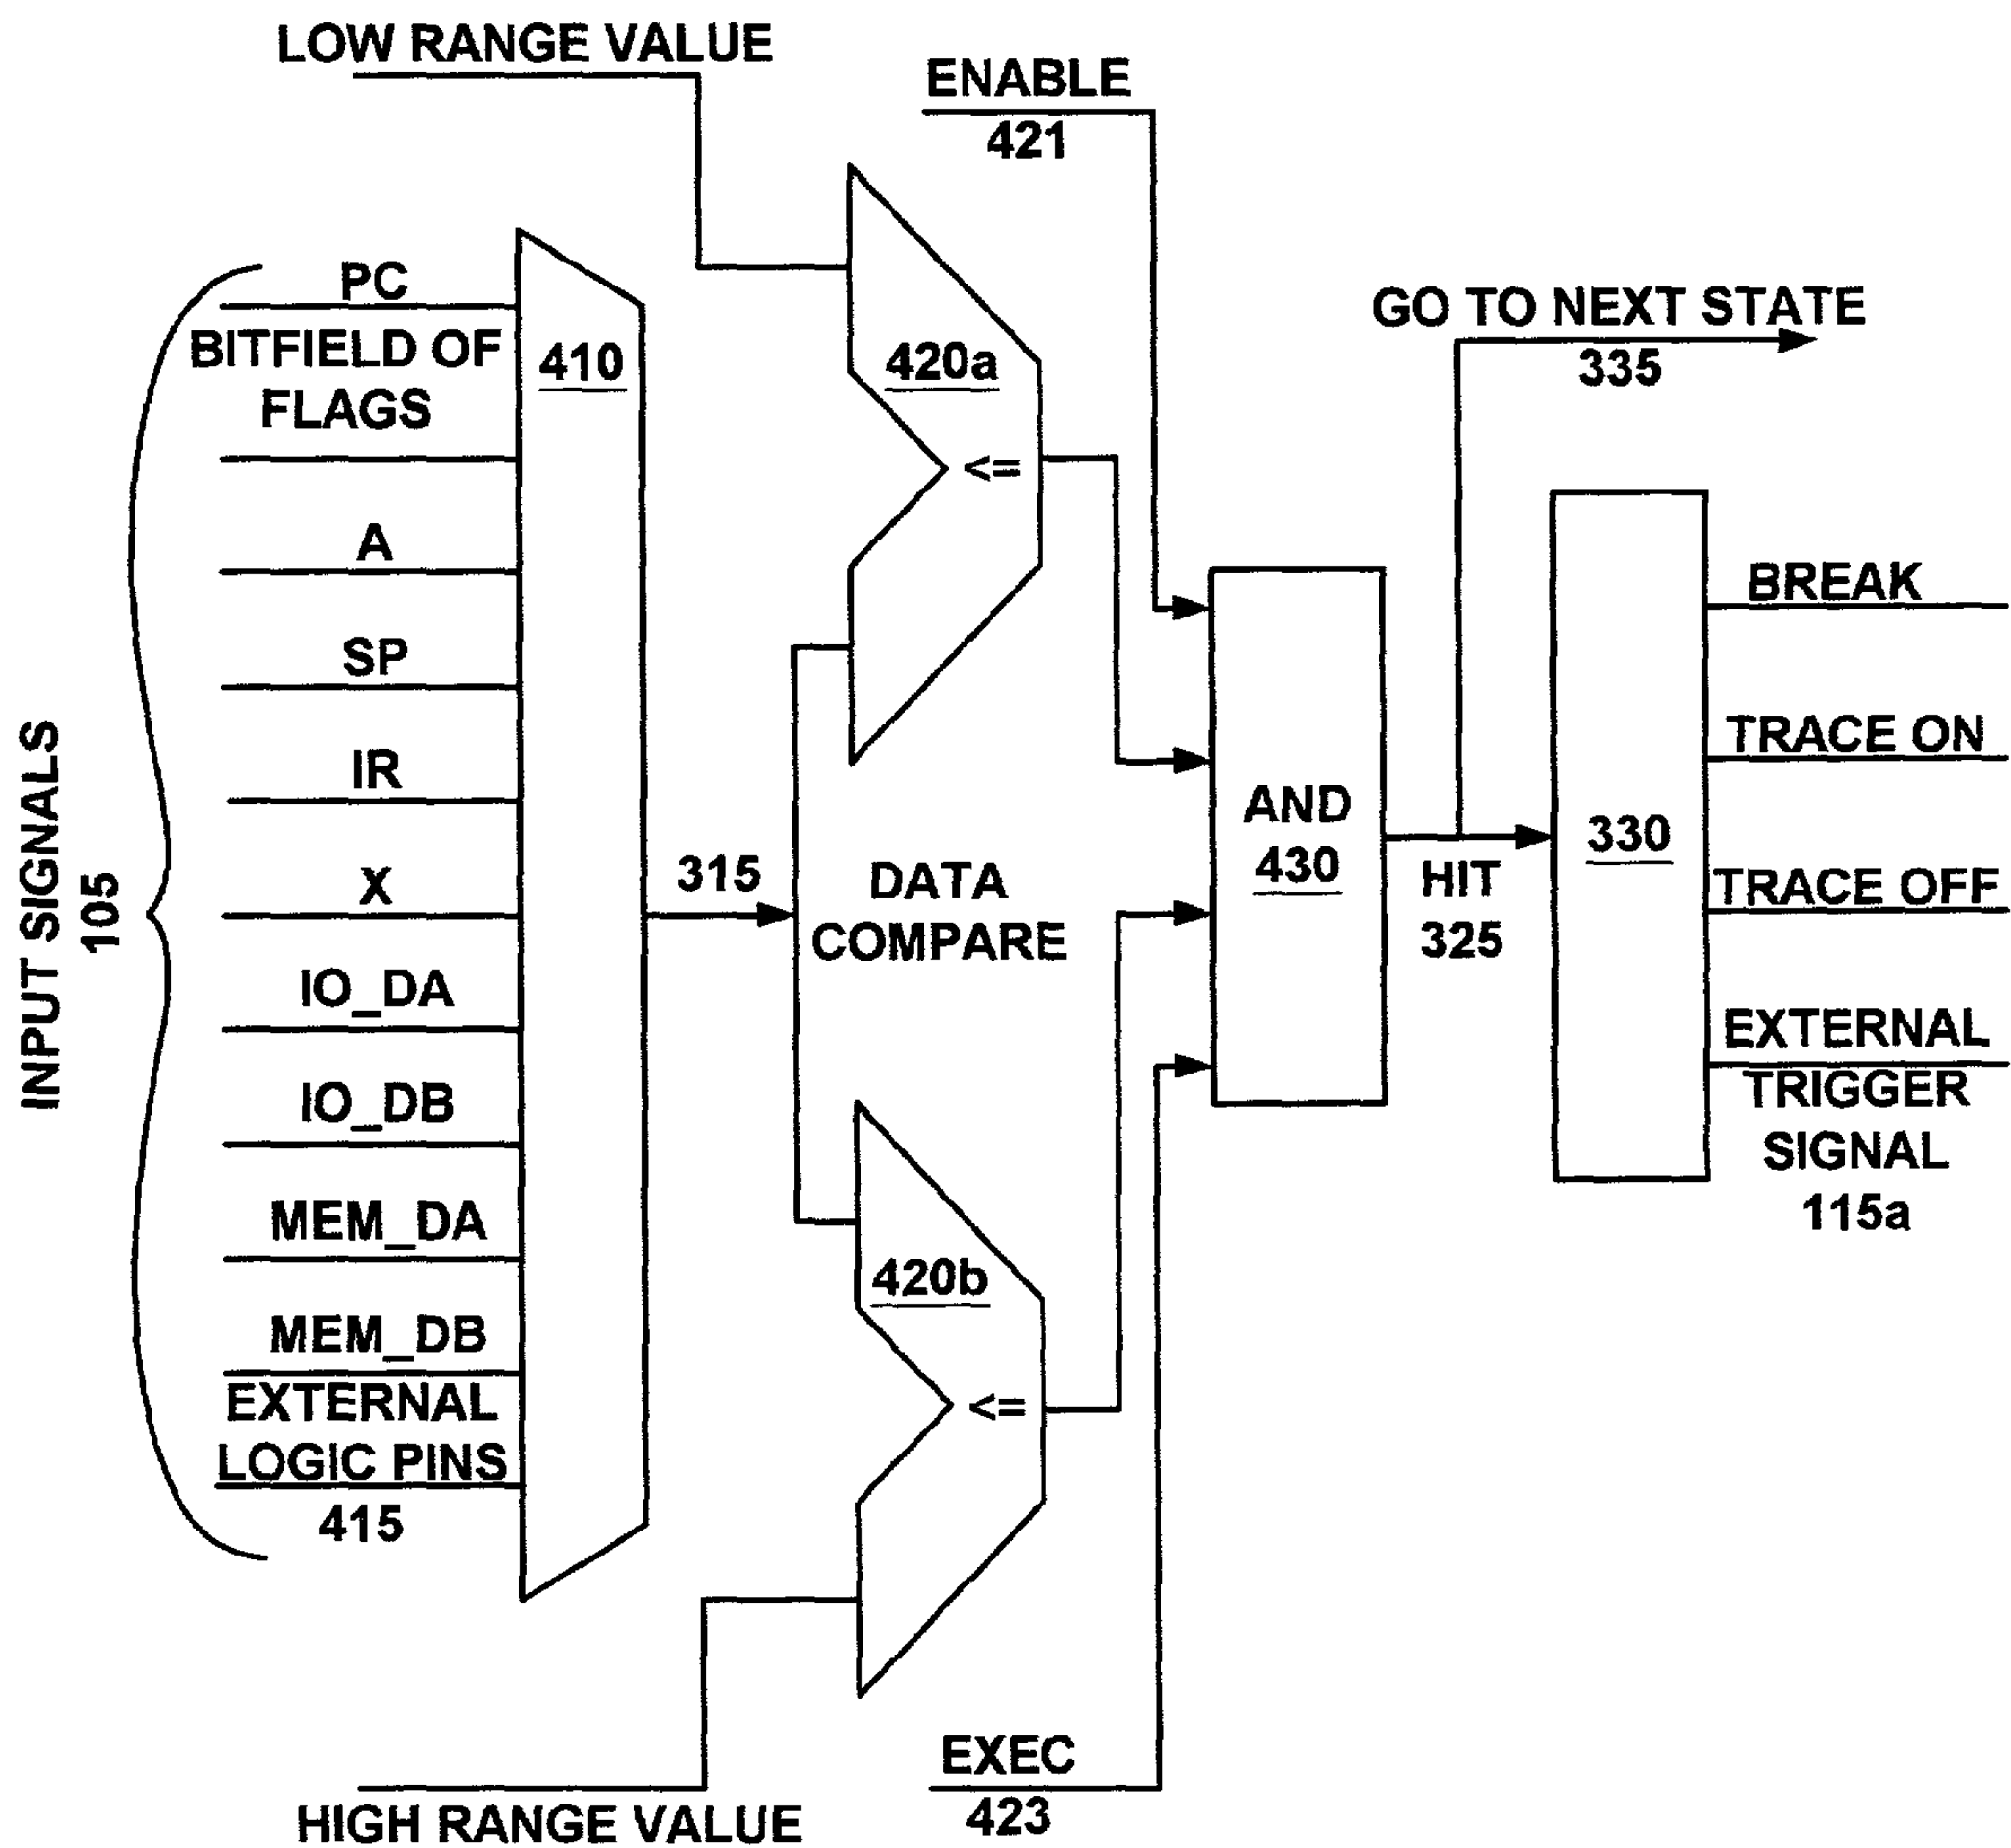 LOW RANGE VALUE
ENABLE
421
PC
BITFIELD OF
FLAGS
A
SP
IR
X
IO_DA
IO_DB
MEM_DA
MEM_DB
EXTERNAL
LOGIC PINS
415
INPUT SIGNALS
105
410
315
420a
<=
DATA
COMPARE
420b
<=
HIGH RANGE VALUE
EXEC
423
AND
430
HIT
325
GO TO NEXT STATE
335
330
BREAK
TRACE ON
TRACE OFF
EXTERNAL
TRIGGER
SIGNAL
115a